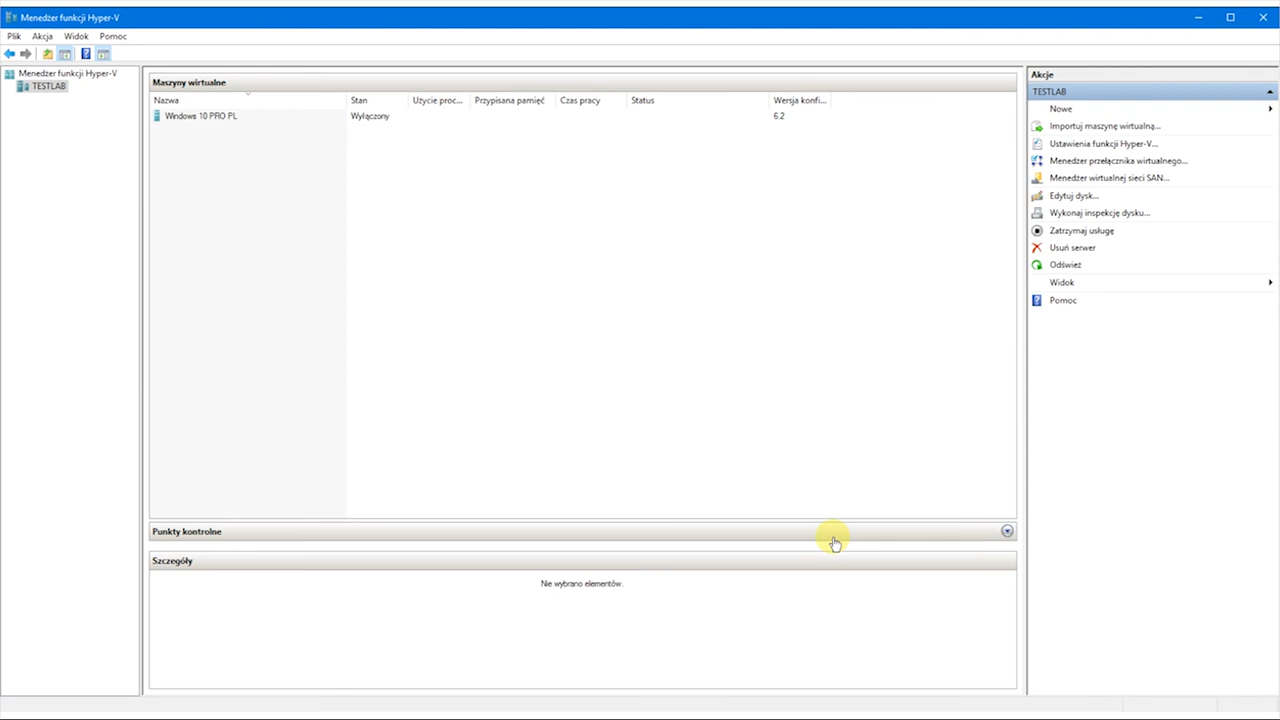 Menedżer funkcji Hyper-V
Plik Akcja Widok Pomoc
Menedżer funkcji Hyper-V
TESTLAB
Maszyny wirtualne
Nazwa Stan Użycie proc... Przypisana pamięć Czas pracy Status Wersja konfi...
Windows 10 PRO PL Wyłączony 6.2
Punkty kontrolne
Szczegóły
Nie wybrano elementów.
Akcje
TESTLAB
Nowe
Importuj maszynę wirtualną...
Ustawienia funkcji Hyper-V...
Menedżer przełącznika wirtualnego...
Menedżer wirtualnej sieci SAN...
Edytuj dysk...
Wykonaj inspekcję dysku...
Zatrzymaj usługę
Usuń serwer
Odśwież
Widok
Pomoc